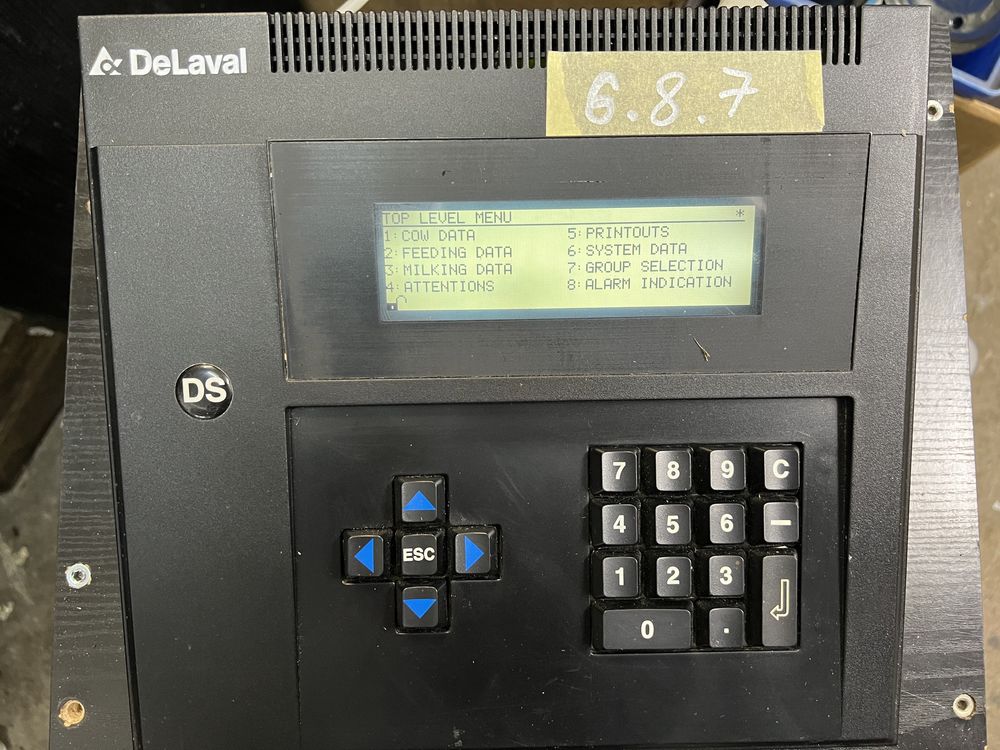 DeLaval
6.8.7
TOP LEVEL MENU *
1: COW DATA 5: PRINTOUTS
2: FEEDING DATA 6: SYSTEM DATA
3: MILKING DATA 7: GROUP SELECTION
4: ATTENTIONS 8: ALARM INDICATION
DS
7 8 9 C
4 5 6 −
ESC
1 2 3
0 .